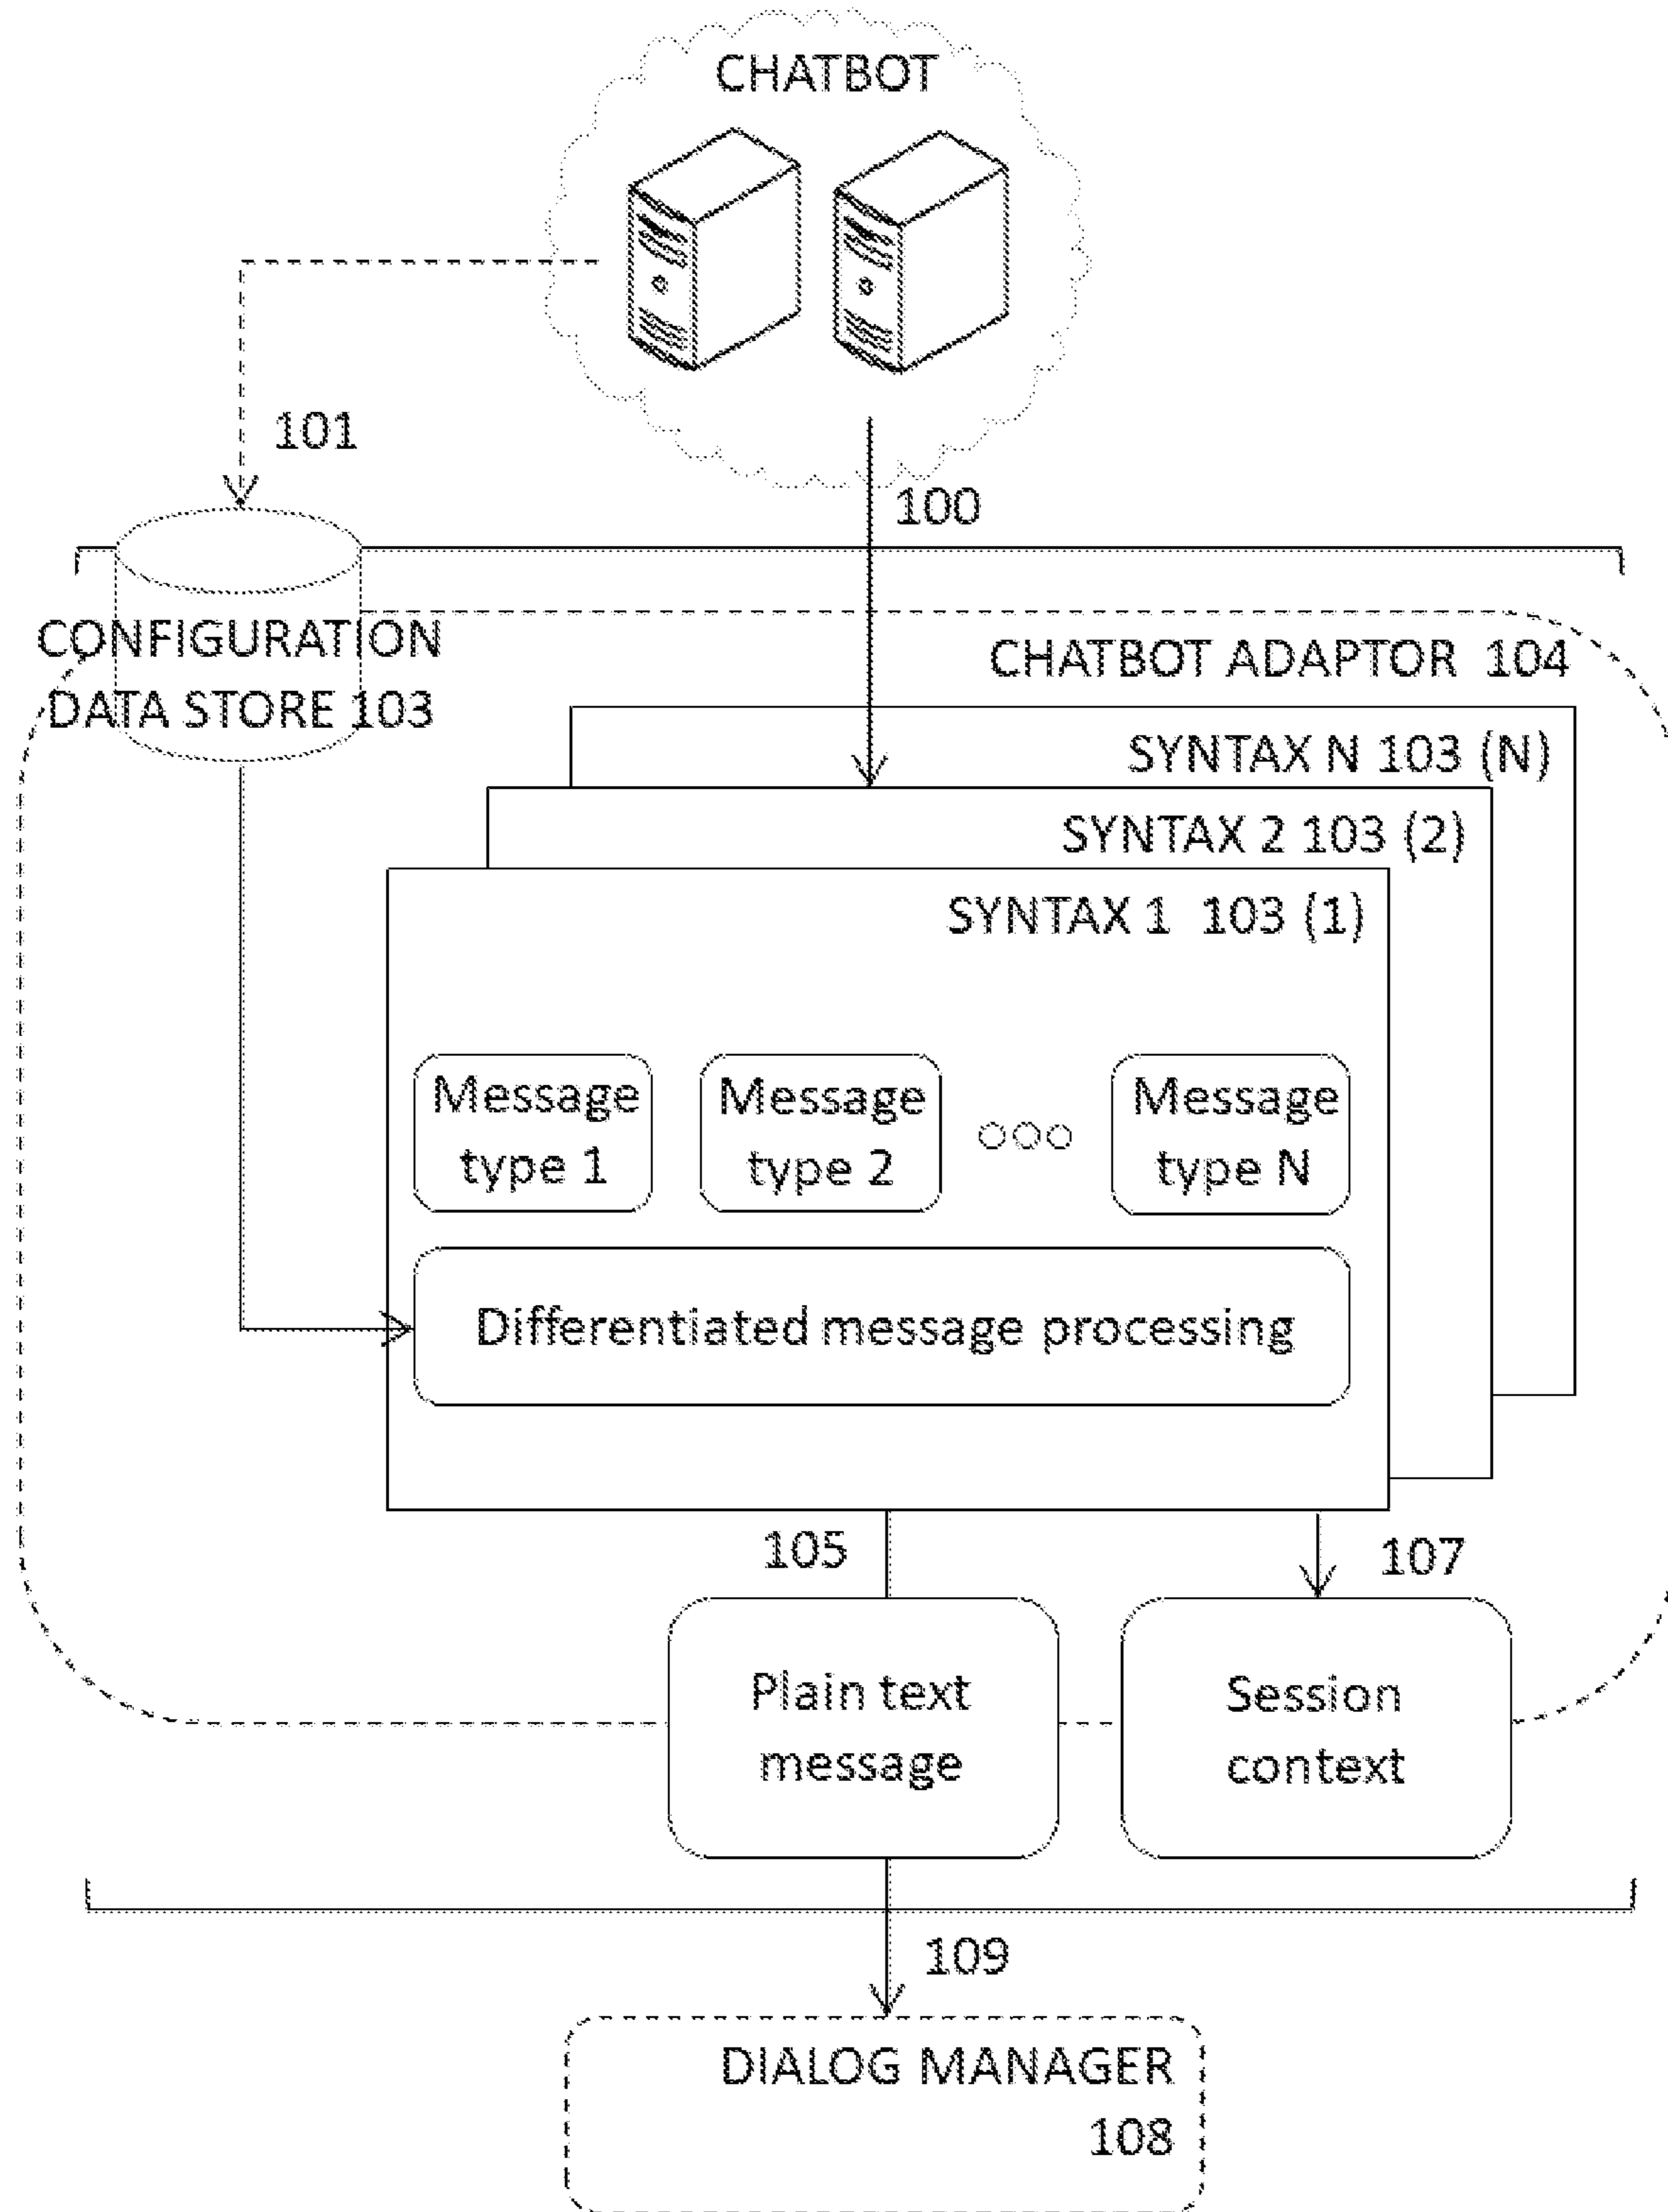 CHATBOT
101
100
CONFIGURATION
DATA STORE 103
CHATBOT ADAPTOR 104
SYNTAX N 103 (N)
SYNTAX 2 103 (2)
SYNTAX 1 103 (1)
Message
type 1
Message
type 2
Message
type N
Differentiated message processing
105
107
Plain text
message
Session
context
109
DIALOG MANAGER
108